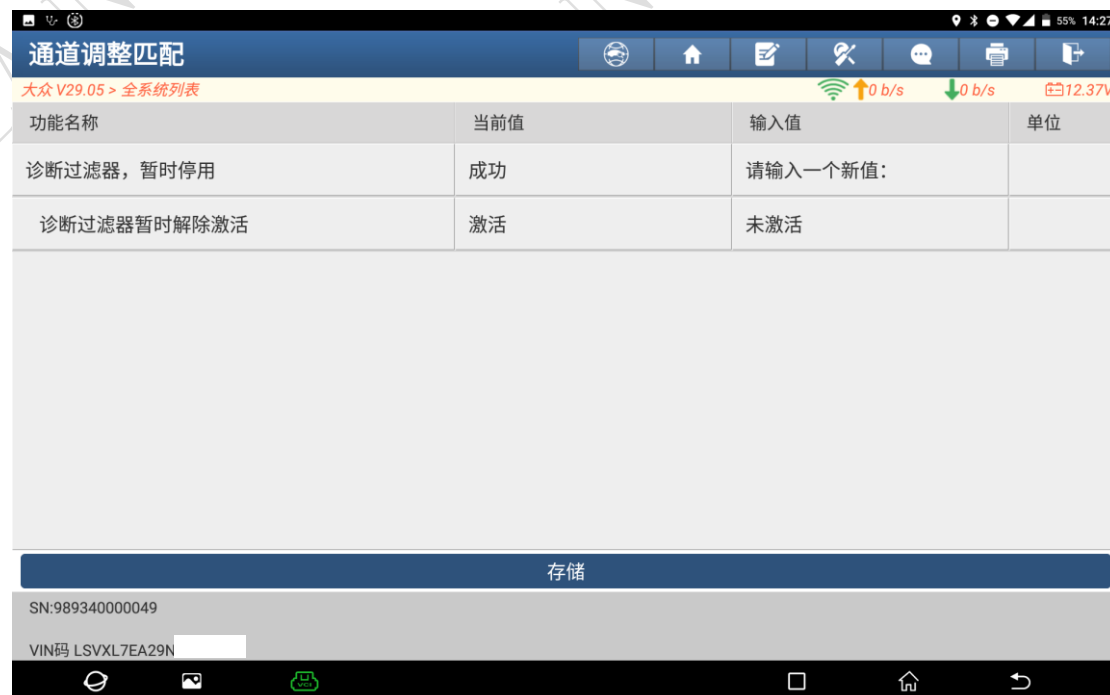 55% 14:27
通道调整匹配
大众 V29.05 > 全系统列表 0 b/s 0 b/s 12.37V
功能名称 当前值 输入值 单位
诊断过滤器，暂时停用 成功 请输入一个新值：
诊断过滤器暂时解除激活 激活 未激活
存储
SN:989340000049
VIN码 LSVXL7EA29N
VCI